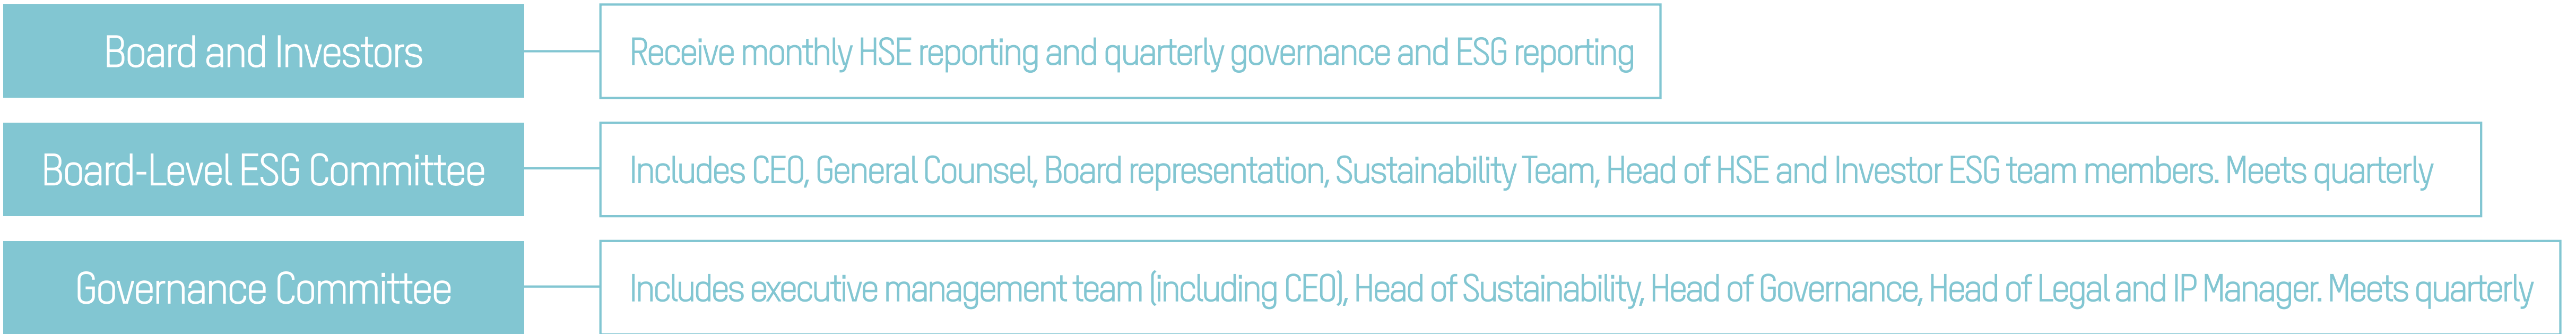 Board and Investors
Receive monthly HSE reporting and quarterly governance and ESG reporting
Board-Level ESG Committee
Includes CEO, General Counsel, Board representation, Sustainability Team, Head of HSE and Investor ESG team members. Meets quarterly
Governance Committee
Includes executive management team (including CEO), Head of Sustainability, Head of Governance, Head of Legal and IP Manager. Meets quarterly